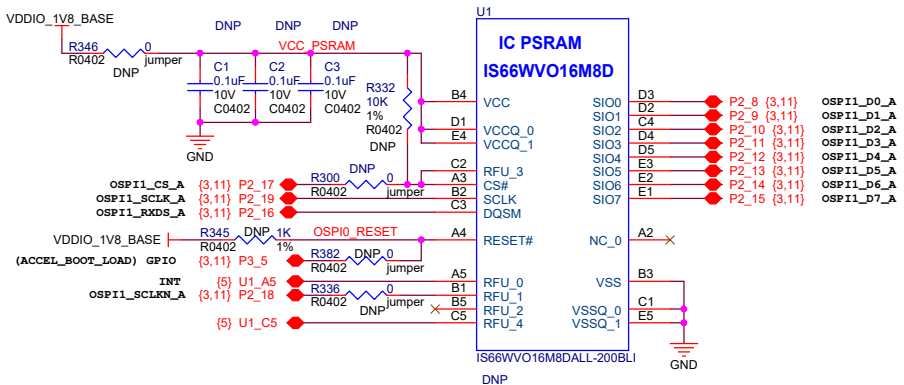 U1
VDDIO_1V8_BASE
DNP DNP DNP
R346 0
R0402 DNP jumper
VCC_PSRAM
IC PSRAM
IS66WVO16M8D
C1 C2 C3
0.1uF 0.1uF 0.1uF
10V 10V 10V
C0402 C0402 C0402
R332
10K
1%
R0402
DNP
GND
B4 VCC
D1 VCCQ_0
E4 VCCQ_1
C2 RFU_3
A3 CS#
B2 SCLK
C3 DQSM
A4 RESET#
A5 RFU_0
B1 RFU_1
B5 RFU_2
C5 RFU_4
SIO0 D3 P2_8 {3,11} OSPI1_D0_A
SIO1 D2 P2_9 {3,11} OSPI1_D1_A
SIO2 C4 P2_10 {3,11} OSPI1_D2_A
SIO3 D4 P2_11 {3,11} OSPI1_D3_A
SIO4 D5 P2_12 {3,11} OSPI1_D4_A
SIO5 E3 P2_13 {3,11} OSPI1_D5_A
SIO6 E2 P2_14 {3,11} OSPI1_D6_A
SIO7 E1 P2_15 {3,11} OSPI1_D7_A
NC_0 A2
VSS B3
VSSQ_0 C1
VSSQ_1 E5
GND
OSPI1_CS_A {3,11} P2_17 R300 DNP 0
OSPI1_SCLK_A {3,11} P2_19 R0402 jumper
OSPI1_RXDS_A {3,11} P2_16
VDDIO_1V8_BASE R345 DNP 1K OSPI0_RESET
R0402 1%
(ACCEL_BOOT_LOAD) GPIO {3,11} P3_5 R382 DNP 0
R0402 jumper
INT {5} U1_A5
OSPI1_SCLKN_A {3,11} P2_18 R336 0
R0402 DNP jumper
{5} U1_C5
IS66WVO16M8DALL-200BLI
DNP